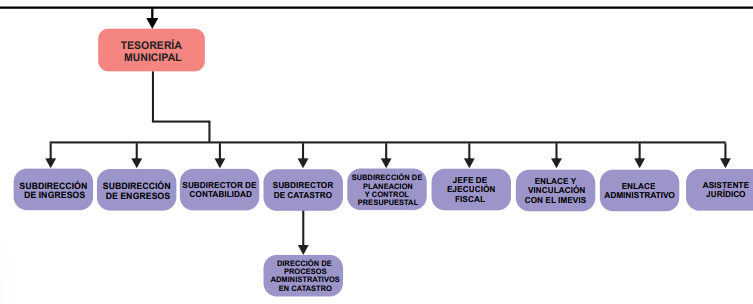 TESORERÍA
MUNICIPAL
SUBDIRECCIÓN
DE INGRESOS
SUBDIRECCIÓN
DE ENGRESOS
SUBDIRECTOR DE
CONTABILIDAD
SUBDIRECTOR
DE CATASTRO
SUBDIRECCIÓN DE
PLANEACION
Y CONTROL
PRESUPUESTAL
JEFE DE
EJECUCIÓN
FISCAL
ENLACE Y
VINCULACIÓN
CON EL IMEVIS
ENLACE
ADMINISTRATIVO
ASISTENTE
JURÍDICO
DIRECCIÓN DE
PROCESOS
ADMINISTRATIVOS
EN CATASTRO